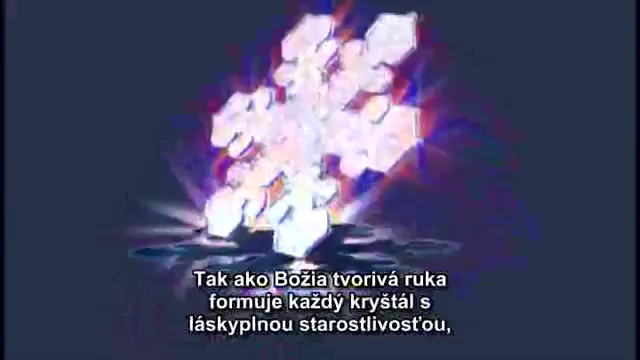 Tak ako Božia tvorivá ruka
formuje každý kryštál s
láskyplnou starostlivosťou,